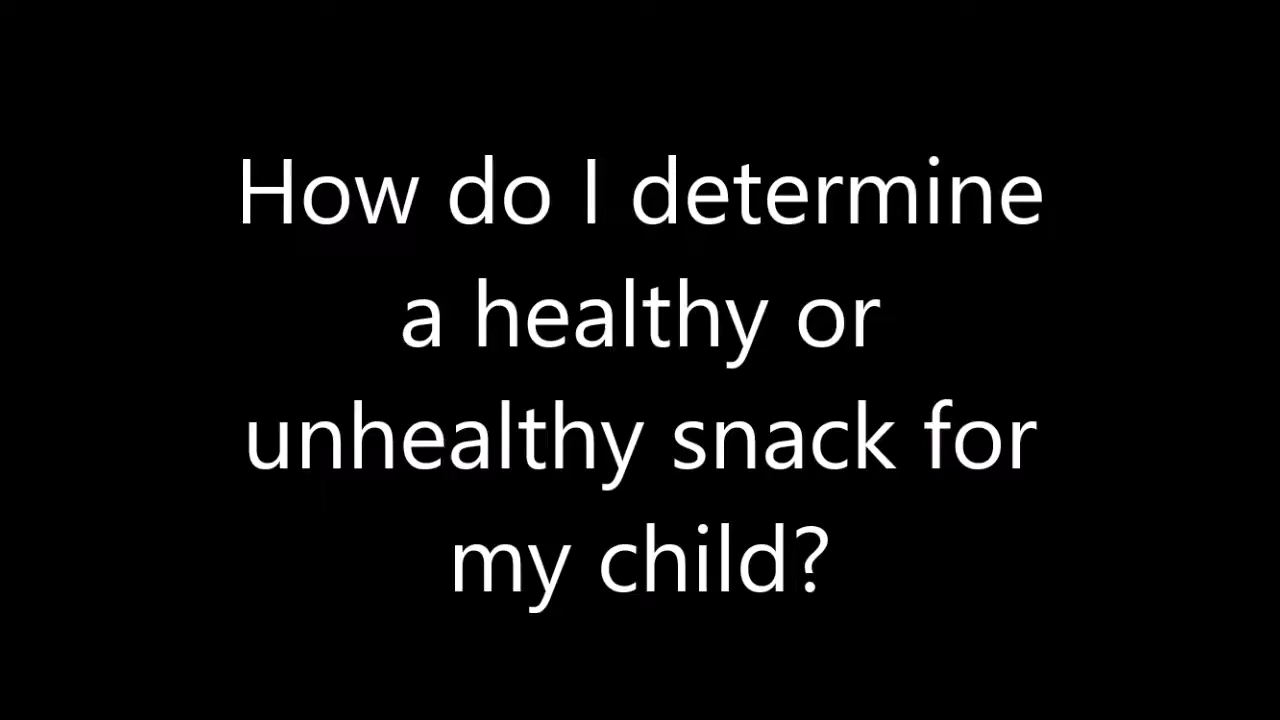 How do I determine
a healthy or
unhealthy snack for
my child?